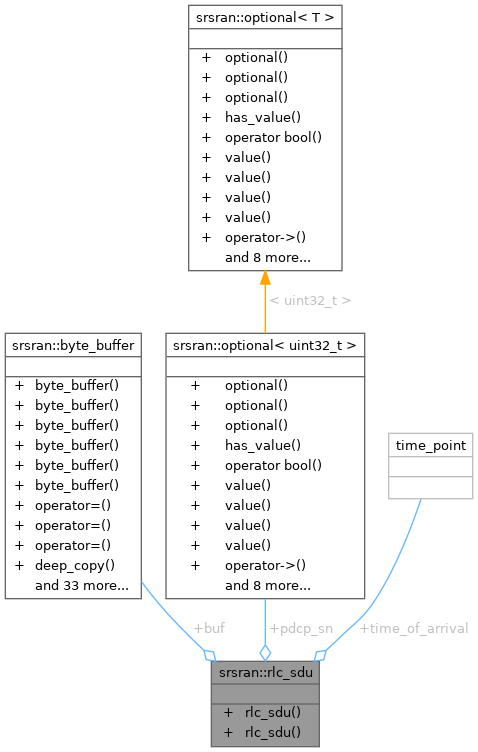 srsran::optional< T >
+ optional()
+ optional()
+ optional()
+ has_value()
+ operator bool()
+ value()
+ value()
+ value()
+ value()
+ operator->()
and 8 more...
< uint32_t >
srsran::byte_buffer
+ byte_buffer()
+ byte_buffer()
+ byte_buffer()
+ byte_buffer()
+ byte_buffer()
+ byte_buffer()
+ operator=()
+ operator=()
+ operator=()
+ deep_copy()
and 33 more...
srsran::optional< uint32_t >
+ optional()
+ optional()
+ optional()
+ has_value()
+ operator bool()
+ value()
+ value()
+ value()
+ value()
+ operator->()
and 8 more...
time_point
+buf
+pdcp_sn
+time_of_arrival
srsran::rlc_sdu
+ rlc_sdu()
+ rlc_sdu()